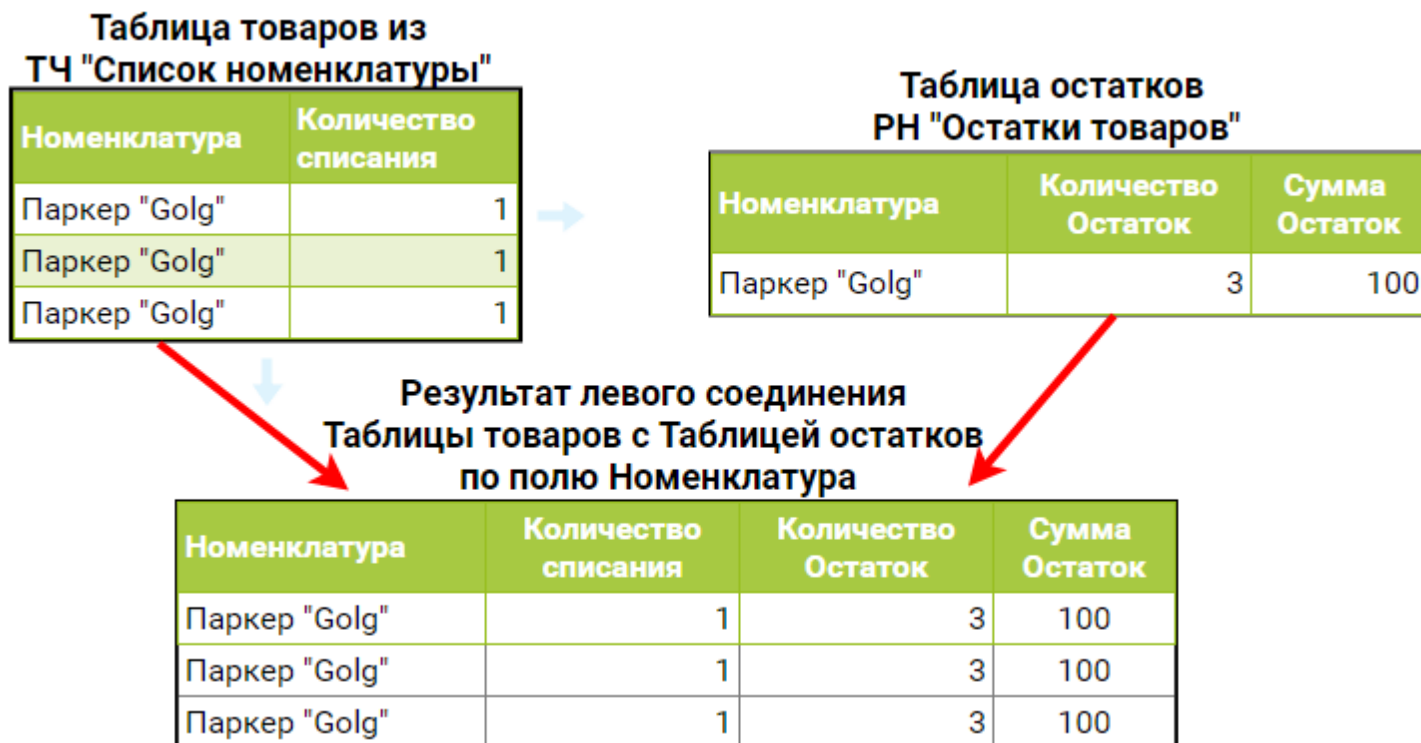 Таблица товаров из
ТЧ "Список номенклатуры"
Номенклатура Количество
списания
Паркер "Golg" 1
Паркер "Golg" 1
Паркер "Golg" 1
Таблица остатков
РН "Остатки товаров"
Номенклатура Количество Сумма
Остаток Остаток
Паркер "Golg" 3 100
Результат левого соединения
Таблицы товаров с Таблицей остатков
по полю Номенклатура
Номенклатура Количество Количество Сумма
списания Остаток Остаток
Паркер "Golg" 1 3 100
Паркер "Golg" 1 3 100
Паркер "Golg" 1 3 100